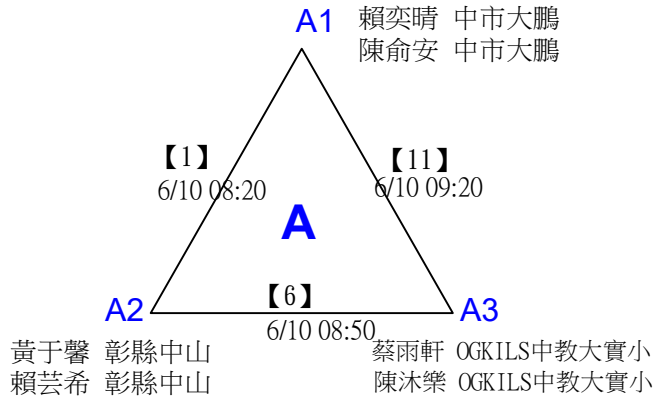 A1
賴奕晴 中市大鵬
陳俞安 中市大鵬
【1】
6/10 08:20
【11】
6/10 09:20
A
A2
【6】
6/10 08:50
A3
黃于馨 彰縣中山
賴芸希 彰縣中山
蔡雨軒 OGKILS中教大實小
陳沐樂 OGKILS中教大實小